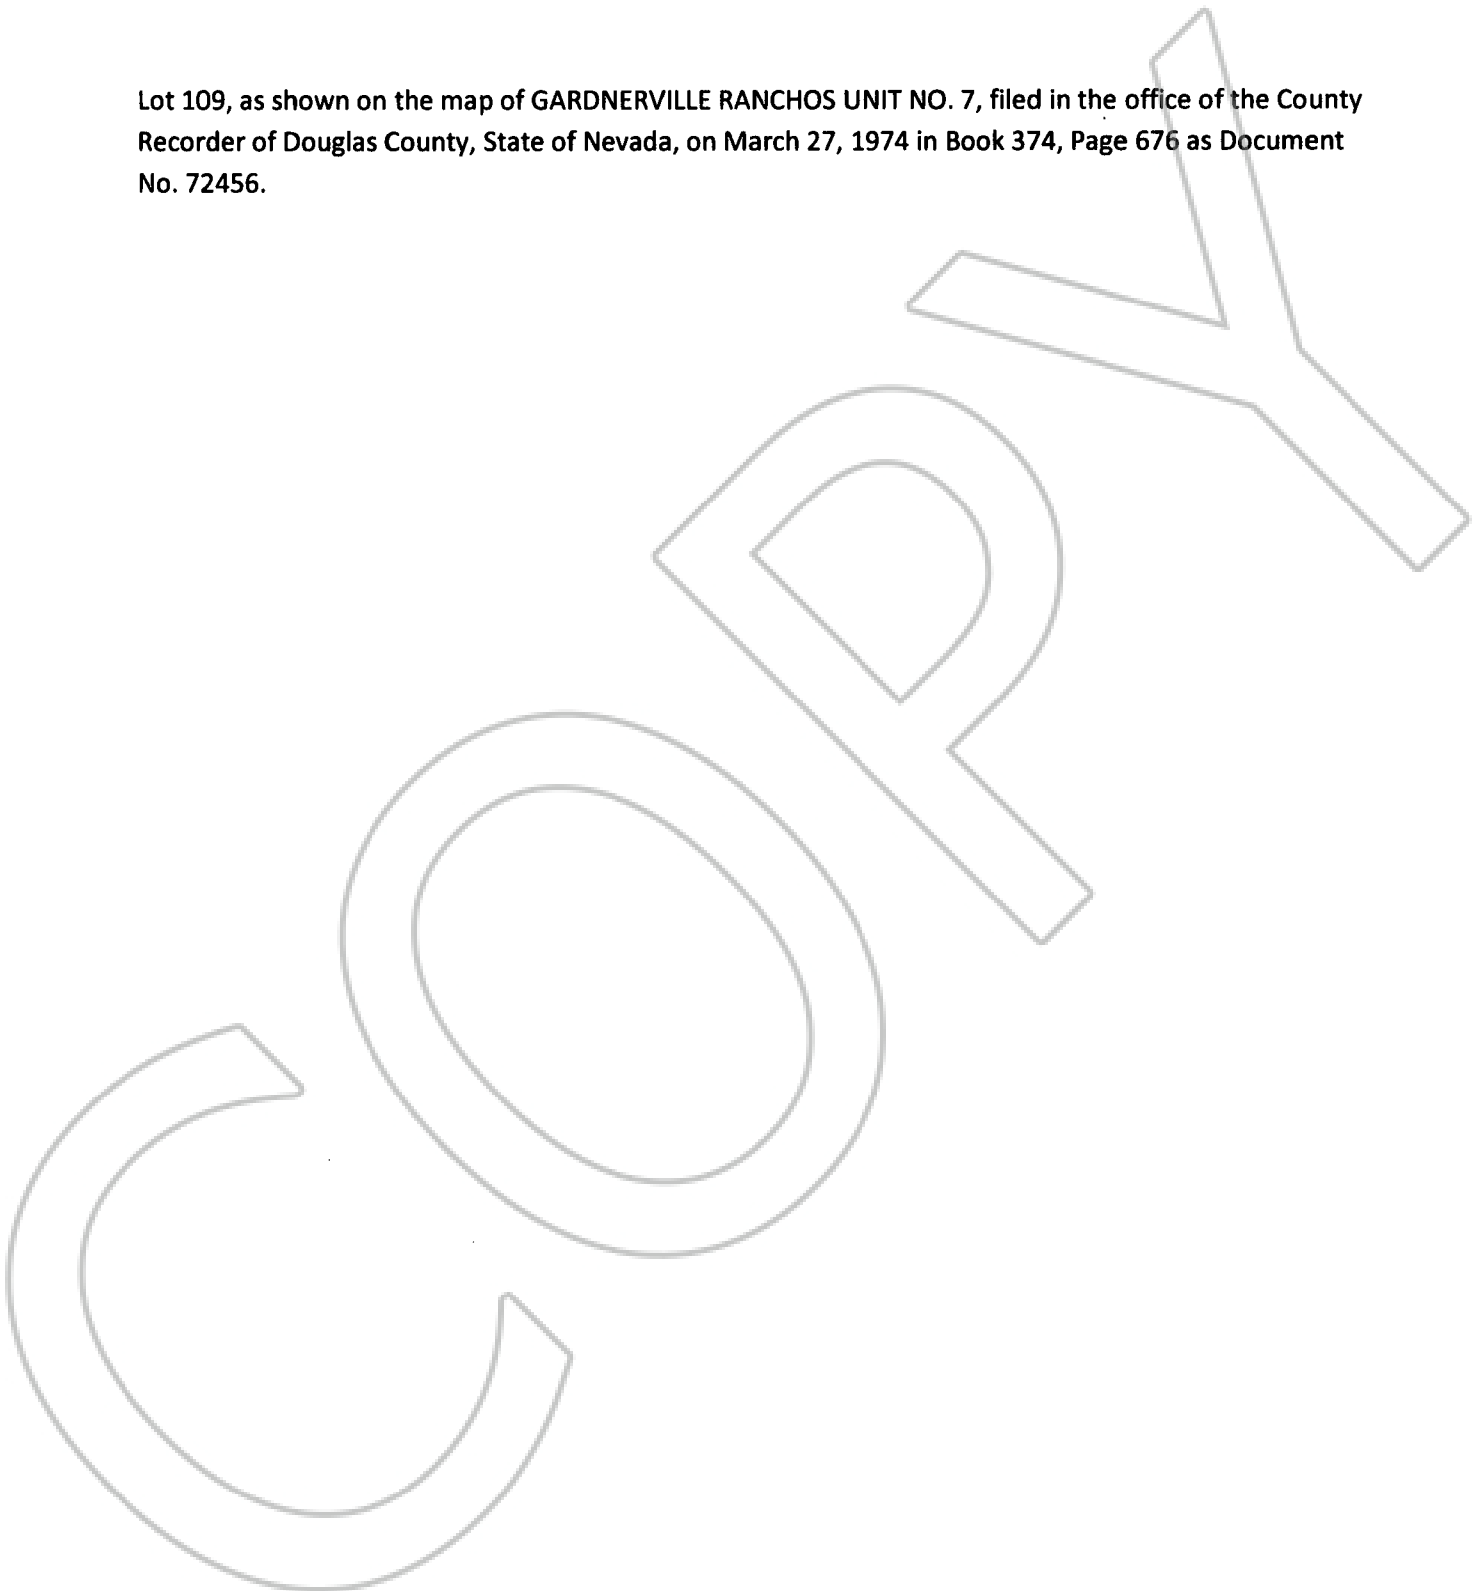 Lot 109, as shown on the map of GARDNERVILLE RANCHOS UNIT NO. 7, filed in the office of the County
Recorder of Douglas County, State of Nevada, on March 27, 1974 in Book 374, Page 676 as Document
No. 72456.
COPY